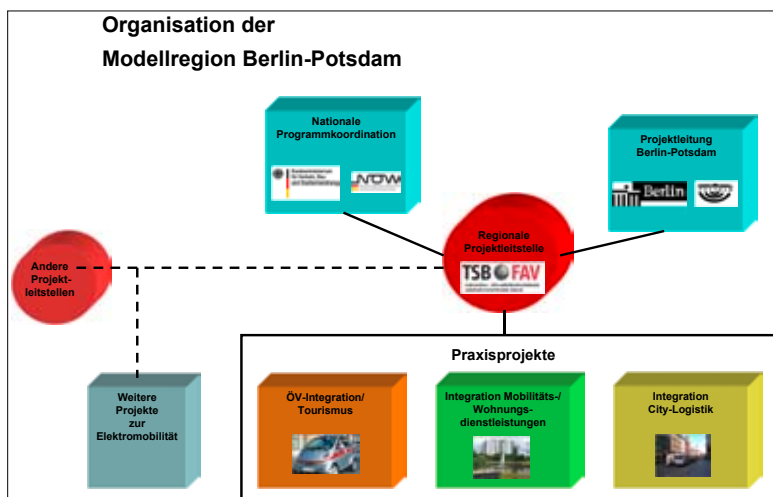 Organisation der
Modellregion Berlin-Potsdam
Nationale
Programmkoordination
Projektleitung
Berlin-Potsdam
Berlin
Regionale
Projektleitstelle
TSB FAV
Andere
Projekt-
leitstellen
Praxisprojekte
Weitere
Projekte
zur
Elektromobilität
ÖV-Integration/
Tourismus
Integration Mobilitäts-/
Wohnungs-
dienstleistungen
Integration
City-Logistik